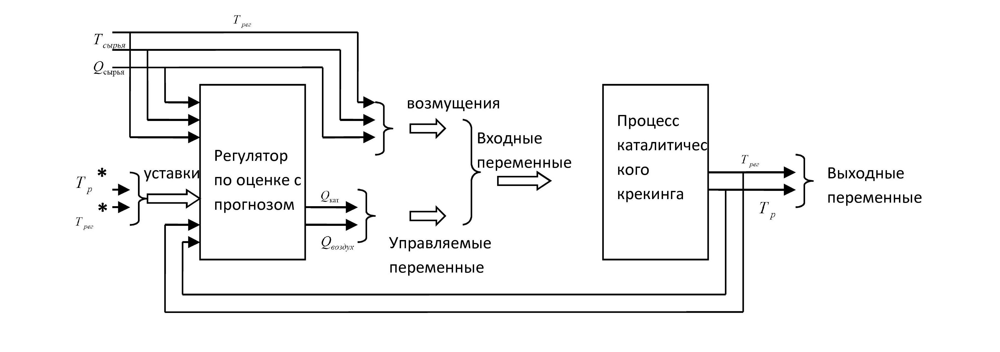 T рег
T сырья
Q сырья
возмущения
Входные
переменные
Процесс
каталитичес
кого
крекинга
T рег
T р
Выходные
переменные
T р *
*
T рег
уставки
Регулятор
по оценке с
прогнозом
Q кат
Q воздух
Управляемые
переменные